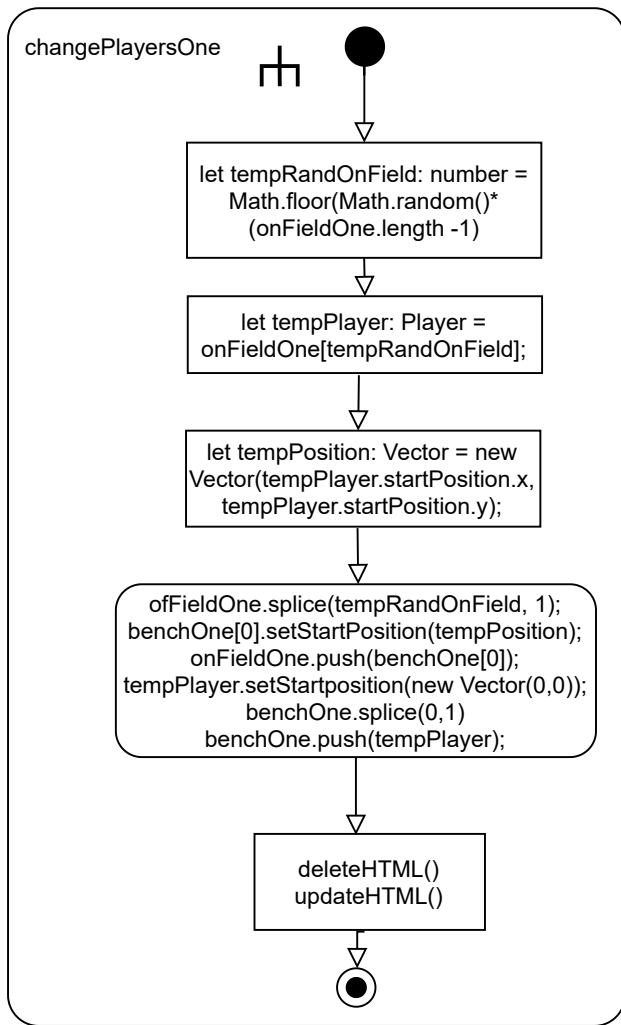 changePlayersOne
let tempRandOnField: number =
Math.floor(Math.random()*
(onFieldOne.length -1)
let tempPlayer: Player =
onFieldOne[tempRandOnField];
let tempPosition: Vector = new
Vector(tempPlayer.startPosition.x,
tempPlayer.startPosition.y);
ofFieldOne.splice(tempRandOnField, 1);
benchOne[0].setStartPosition(tempPosition);
onFieldOne.push(benchOne[0]);
tempPlayer.setStartposition(new Vector(0,0));
benchOne.splice(0,1)
benchOne.push(tempPlayer);
deleteHTML()
updateHTML()